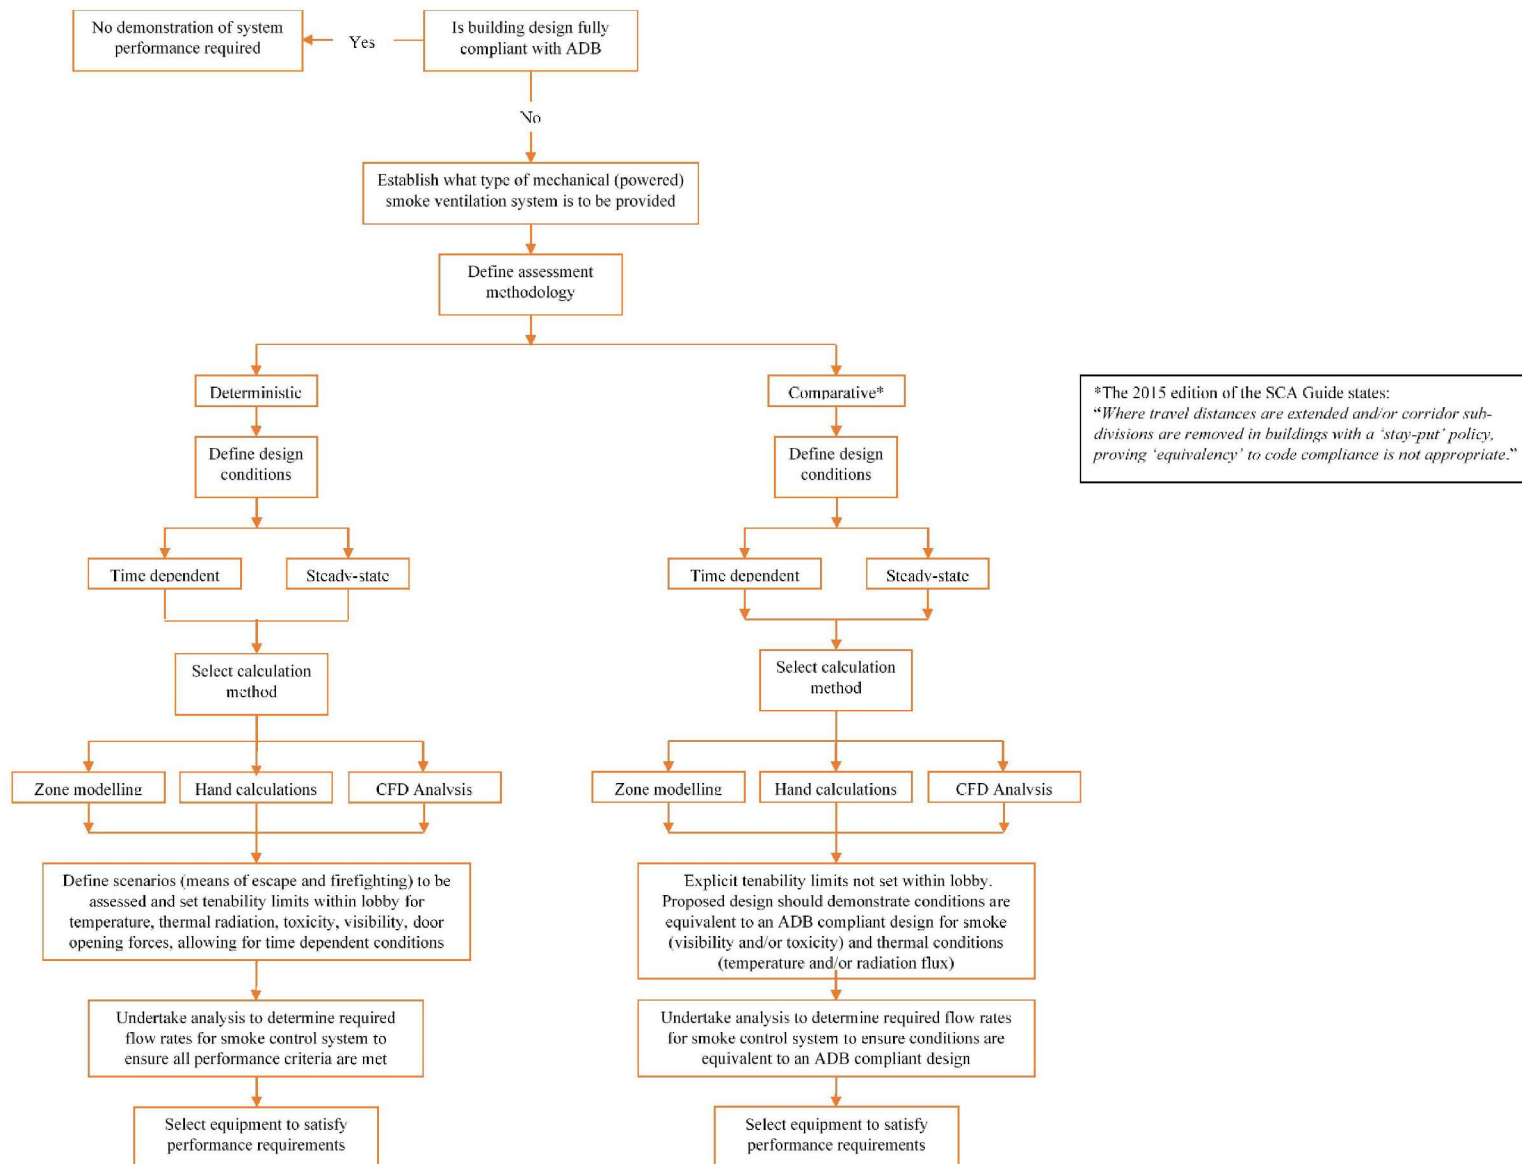 No demonstration of system
performance required
Yes
Is building design fully
compliant with ADB
No
Establish what type of mechanical (powered)
smoke ventilation system is to be provided
Define assessment
methodology
Deterministic
Comparative*
*The 2015 edition of the SCA Guide states:
“Where travel distances are extended and/or corridor sub-
divisions are removed in buildings with a ‘stay-put’ policy,
proving ‘equivalency’ to code compliance is not appropriate.”
Define design
conditions
Define design
conditions
Time dependent
Steady-state
Time dependent
Steady-state
Select calculation
method
Select calculation
method
Zone modelling
Hand calculations
CFD Analysis
Zone modelling
Hand calculations
CFD Analysis
Define scenarios (means of escape and firefighting) to be
assessed and set tenability limits within lobby for
temperature, thermal radiation, toxicity, visibility, door
opening forces, allowing for time dependent conditions
Explicit tenability limits not set within lobby.
Proposed design should demonstrate conditions are
equivalent to an ADB compliant design for smoke
(visibility and/or toxicity) and thermal conditions
(temperature and/or radiation flux)
Undertake analysis to determine required
flow rates for smoke control system to
ensure all performance criteria are met
Undertake analysis to determine required flow rates
for smoke control system to ensure conditions are
equivalent to an ADB compliant design
Select equipment to satisfy
performance requirements
Select equipment to satisfy
performance requirements